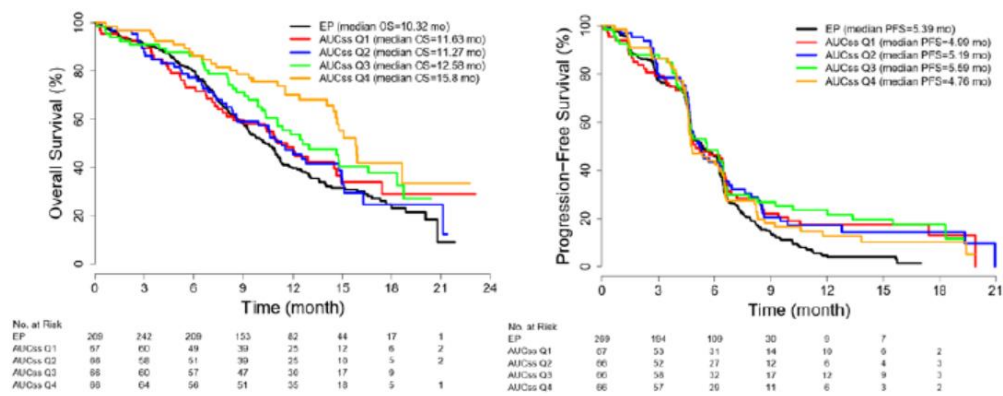 EP (median OS=10.32 mo)
AUCss Q1 (median OS=11.63 mo)
AUCss Q2 (median OS=11.27 mo)
AUCss Q3 (median OS=12.58 mo)
AUCss Q4 (median OS=15.8 mo)
Overall Survival (%)
100
80
60
40
20
0
0 3 6 9 12 15 18 21 24
Time (month)
No. at Risk
EP 269 242 209 153 82 44 17 1
AUCss Q1 67 60 49 39 25 12 6 2
AUCss Q2 66 58 51 39 25 10 5 2
AUCss Q3 66 60 57 47 30 17 9
AUCss Q4 66 64 56 51 35 18 5 1
EP (median PFS=5.39 mo)
AUCss Q1 (median PFS=4.99 mo)
AUCss Q2 (median PFS=5.19 mo)
AUCss Q3 (median PFS=5.59 mo)
AUCss Q4 (median PFS=4.76 mo)
Progression-Free Survival (%)
100
80
60
40
20
0
0 3 6 9 12 15 18 21
Time (month)
No. at Risk
EP 269 184 109 30 9 7
AUCss Q1 67 53 31 14 10 6 2
AUCss Q2 66 52 27 12 6 4 3
AUCss Q3 66 58 32 17 12 9 3
AUCss Q4 66 57 28 11 6 3 2